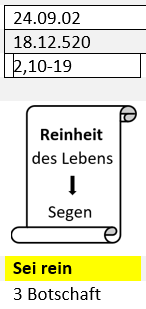 24.09.02
18.12.520
2,10-19
Reinheit
des Lebens
Segen
Sei rein
3 Botschaft